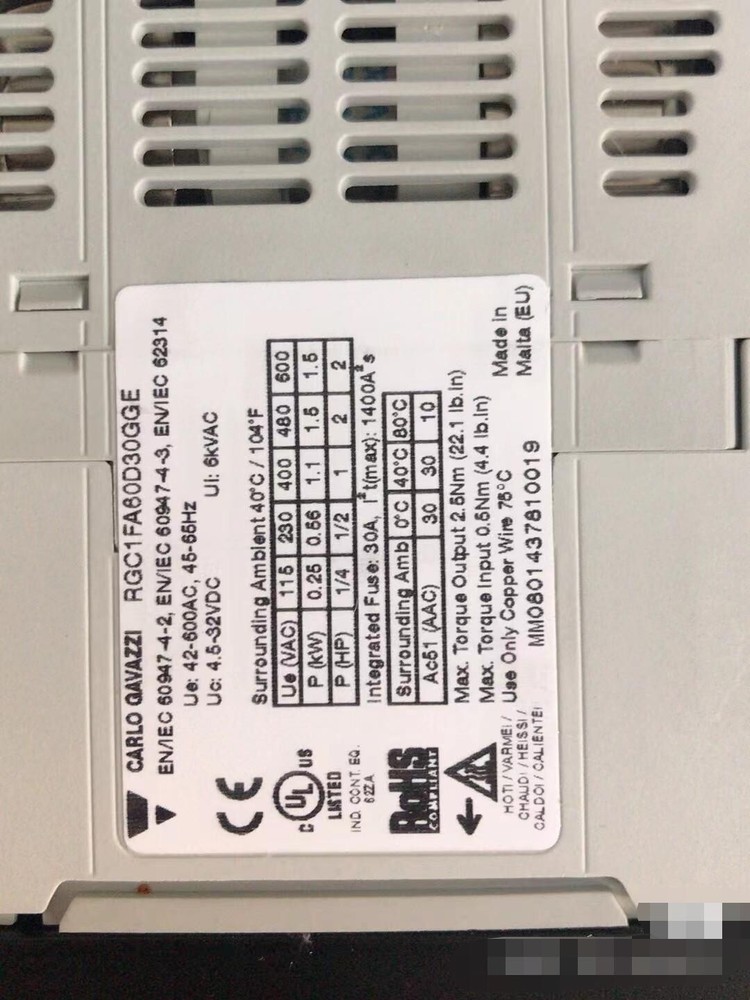 CARLO GAVAZZI RGC1FA60D30GGE
EN/IEC 60947-4-2, EN/IEC 60947-4-3, EN/IEC 62314
Ue: 42-600AC, 45-65Hz
Uc: 4.5-32VDC Ui: 6kVAC
Surrounding Ambient 40°C / 104°F
Ue (VAC) 115 230 400 480 600
P (kW) 0.25 0.56 1.1 1.5 1.5
P (HP) 1/4 1/2 1 2 2
Integrated Fuse: 30A, I²t(max): 1400A²s
Surrounding Amb 0°C 40°C 80°C
Ac51 (AAC) 30 30 10
Max. Torque Output 2.5Nm (22.1 lb.in)
Max. Torque Input 0.5Nm (4.4 lb.in)
Use Only Copper Wire 75°C
Made in
Malta (EU)
MM0801437810019
CE
C UL US
LISTED
IND. CONT. EQ.
62ZA
RoHS
COMPLIANT
HOT! / VARME! /
CHAUD! / HEISS! /
CALDO! / CALIENTE!